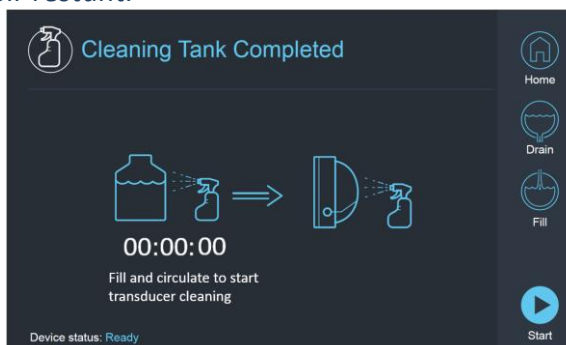 Cleaning Tank Completed
Home
Drain
Fill
00:00:00
Fill and circulate to start
transducer cleaning
Device status: Ready
Start